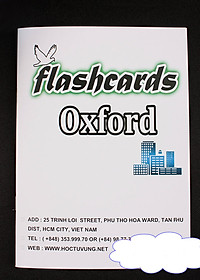 flashcards
Oxford
ADD : 25 TRINH LOI STREET, PHU THO HOA WARD, TAN PHU
DIST, HCM CITY, VIET NAM
TEL : ( +848) 353.999.70 OR (+84) 98
WEB : WWW.HOCTUVUNG.NET